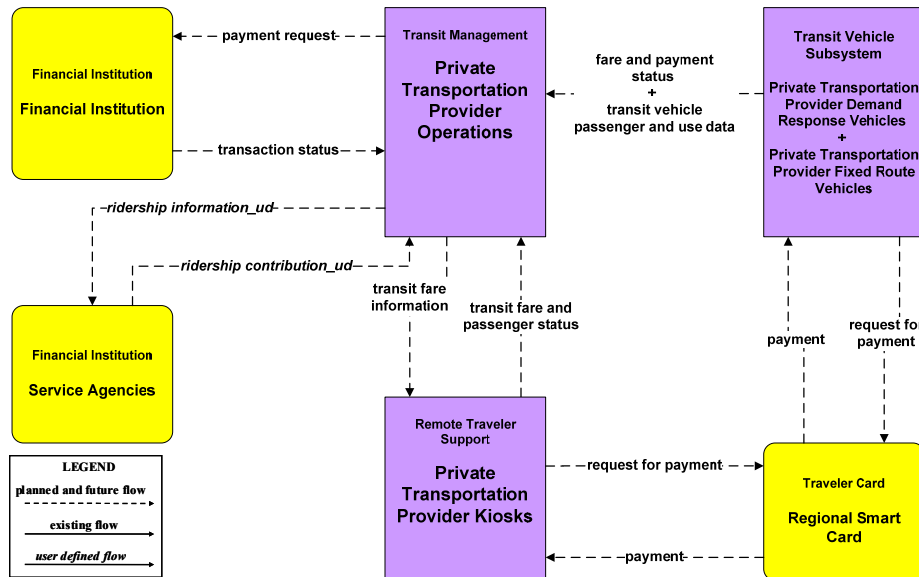 Financial Institution
Financial Institution
payment request
transaction status
Transit Management
Private
Transportation
Provider
Operations
fare and payment
status
+
transit vehicle
passenger and use data
Transit Vehicle
Subsystem
Private Transportation
Provider Demand
Response Vehicles
+
Private Transportation
Provider Fixed Route
Vehicles
ridership information_ud
ridership contribution_ud
transit fare
information
transit fare and
passenger status
payment
request for
payment
Financial Institution
Service Agencies
Remote Traveler
Support
Private
Transportation
Provider Kiosks
request for payment
payment
Traveler Card
Regional Smart
Card
LEGEND
planned and future flow
existing flow
user defined flow